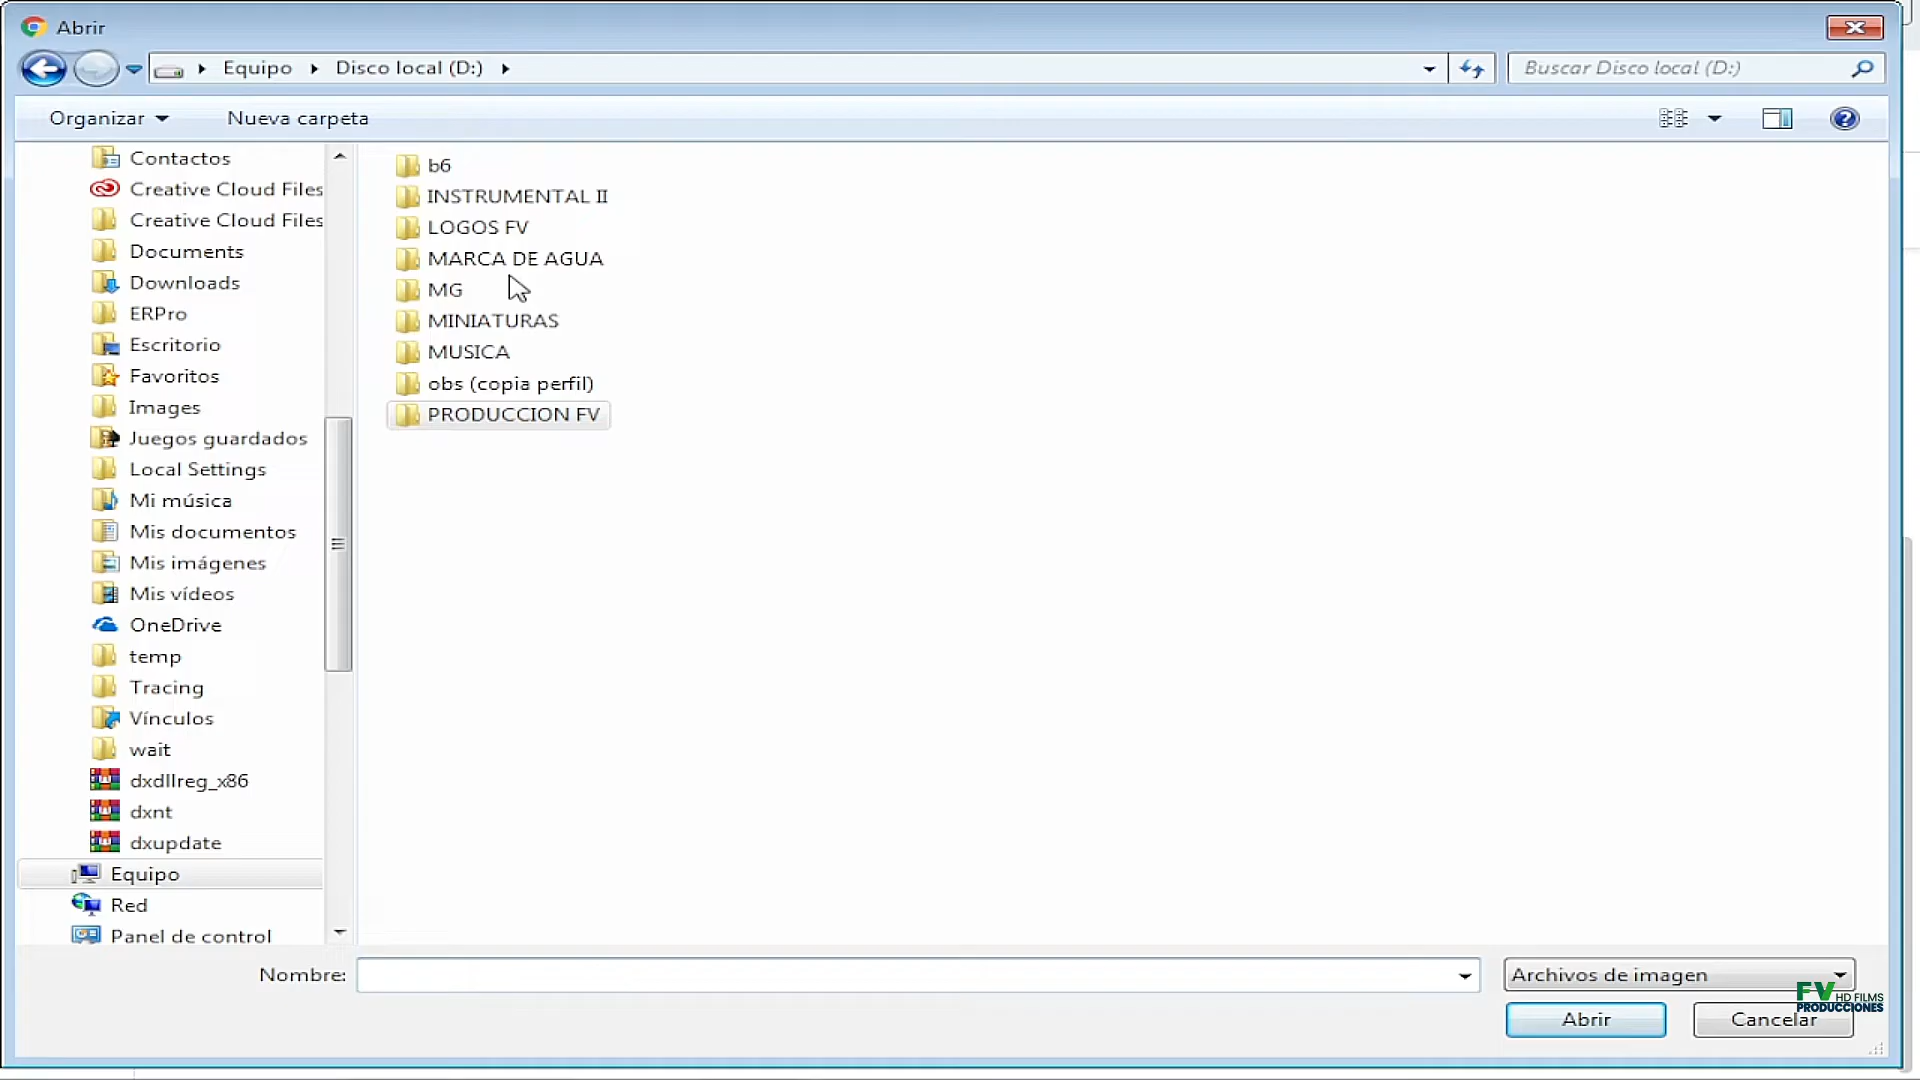 Abrir
Equipo
Disco local (D:)
Buscar Disco local (D:)
Organizar
Nueva carpeta
Contactos
Creative Cloud Files
Creative Cloud Files
Documents
Downloads
ERPro
Escritorio
Favoritos
Images
Juegos guardados
Local Settings
Mi música
Mis documentos
Mis imágenes
Mis vídeos
OneDrive
temp
Tracing
Vínculos
wait
dxdllreg_x86
dxnt
dxupdate
Equipo
Red
Panel de control
b6
INSTRUMENTAL II
LOGOS FV
MARCA DE AGUA
MG
MINIATURAS
MUSICA
obs (copia perfil)
PRODUCCION FV
Nombre:
Archivos de imagen
Abrir
Cancelar
FV HD FILMS
PRODUCCIONES